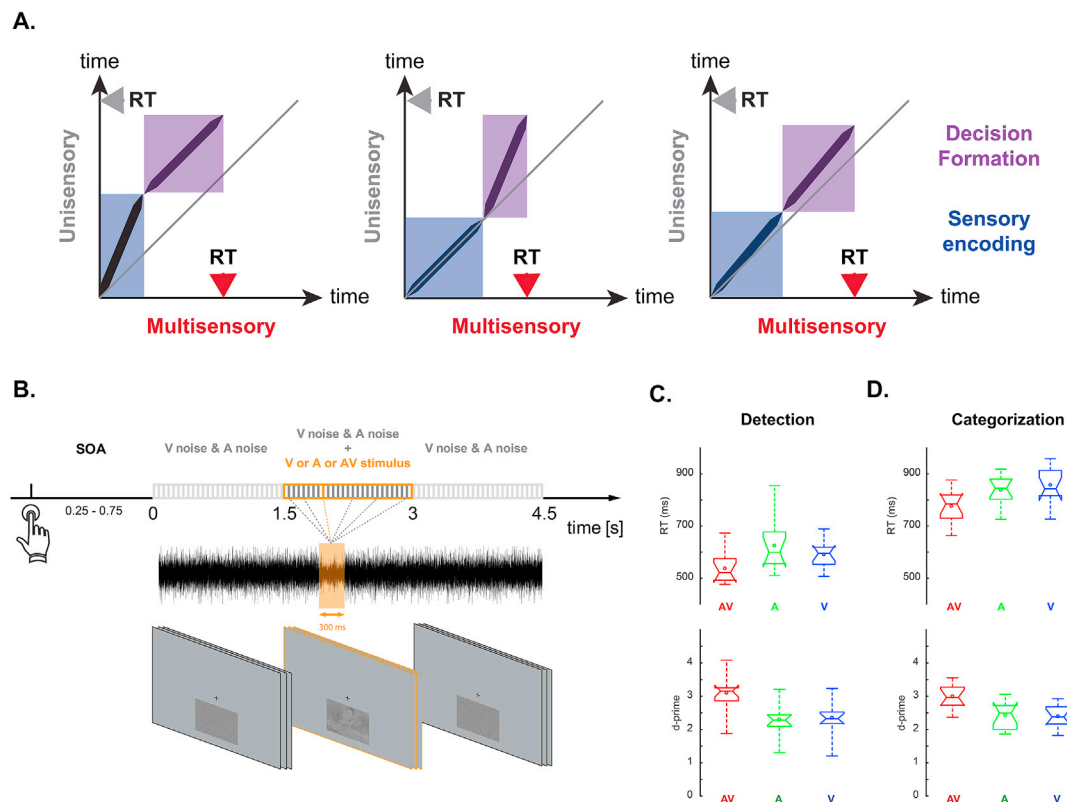 A.
time
RT
Unisensory
RT
time
Multisensory
time
RT
Unisensory
RT
time
Multisensory
time
RT
Unisensory
RT
time
Multisensory
Decision
Formation
Sensory
encoding
B.
SOA
V noise & A noise
V noise & A noise
+
V or A or AV stimulus
V noise & A noise
0.25 - 0.75
0
1.5
3
4.5
time [s]
300 ms
C.
Detection
RT (ms)
900
700
500
AV
A
V
d-prime
4
3
2
1
0
AV
A
V
D.
Categorization
RT (ms)
900
700
500
AV
A
V
d-prime
4
3
2
1
0
AV
A
V